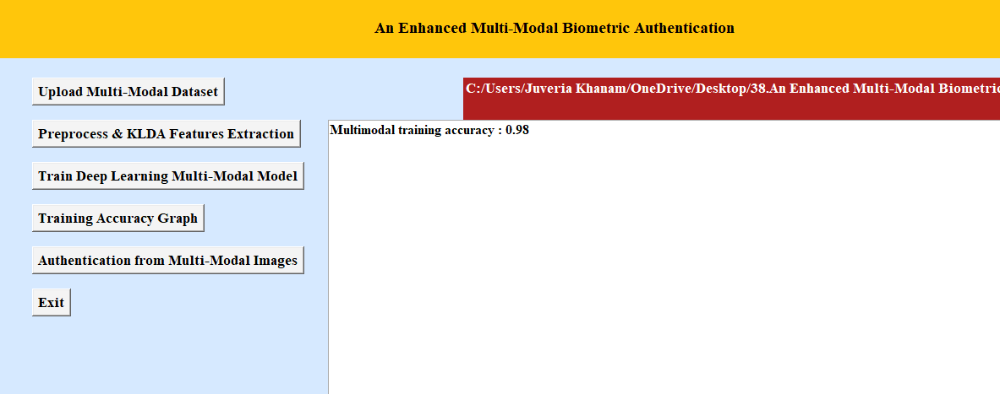 An Enhanced Multi-Modal Biometric Authentication
Upload Multi-Modal Dataset
C:/Users/Juveria Khanam/OneDrive/Desktop/38.An Enhanced Multi-Modal Biometric
Preprocess & KLDA Features Extraction
Multimodal training accuracy : 0.98
Train Deep Learning Multi-Modal Model
Training Accuracy Graph
Authentication from Multi-Modal Images
Exit